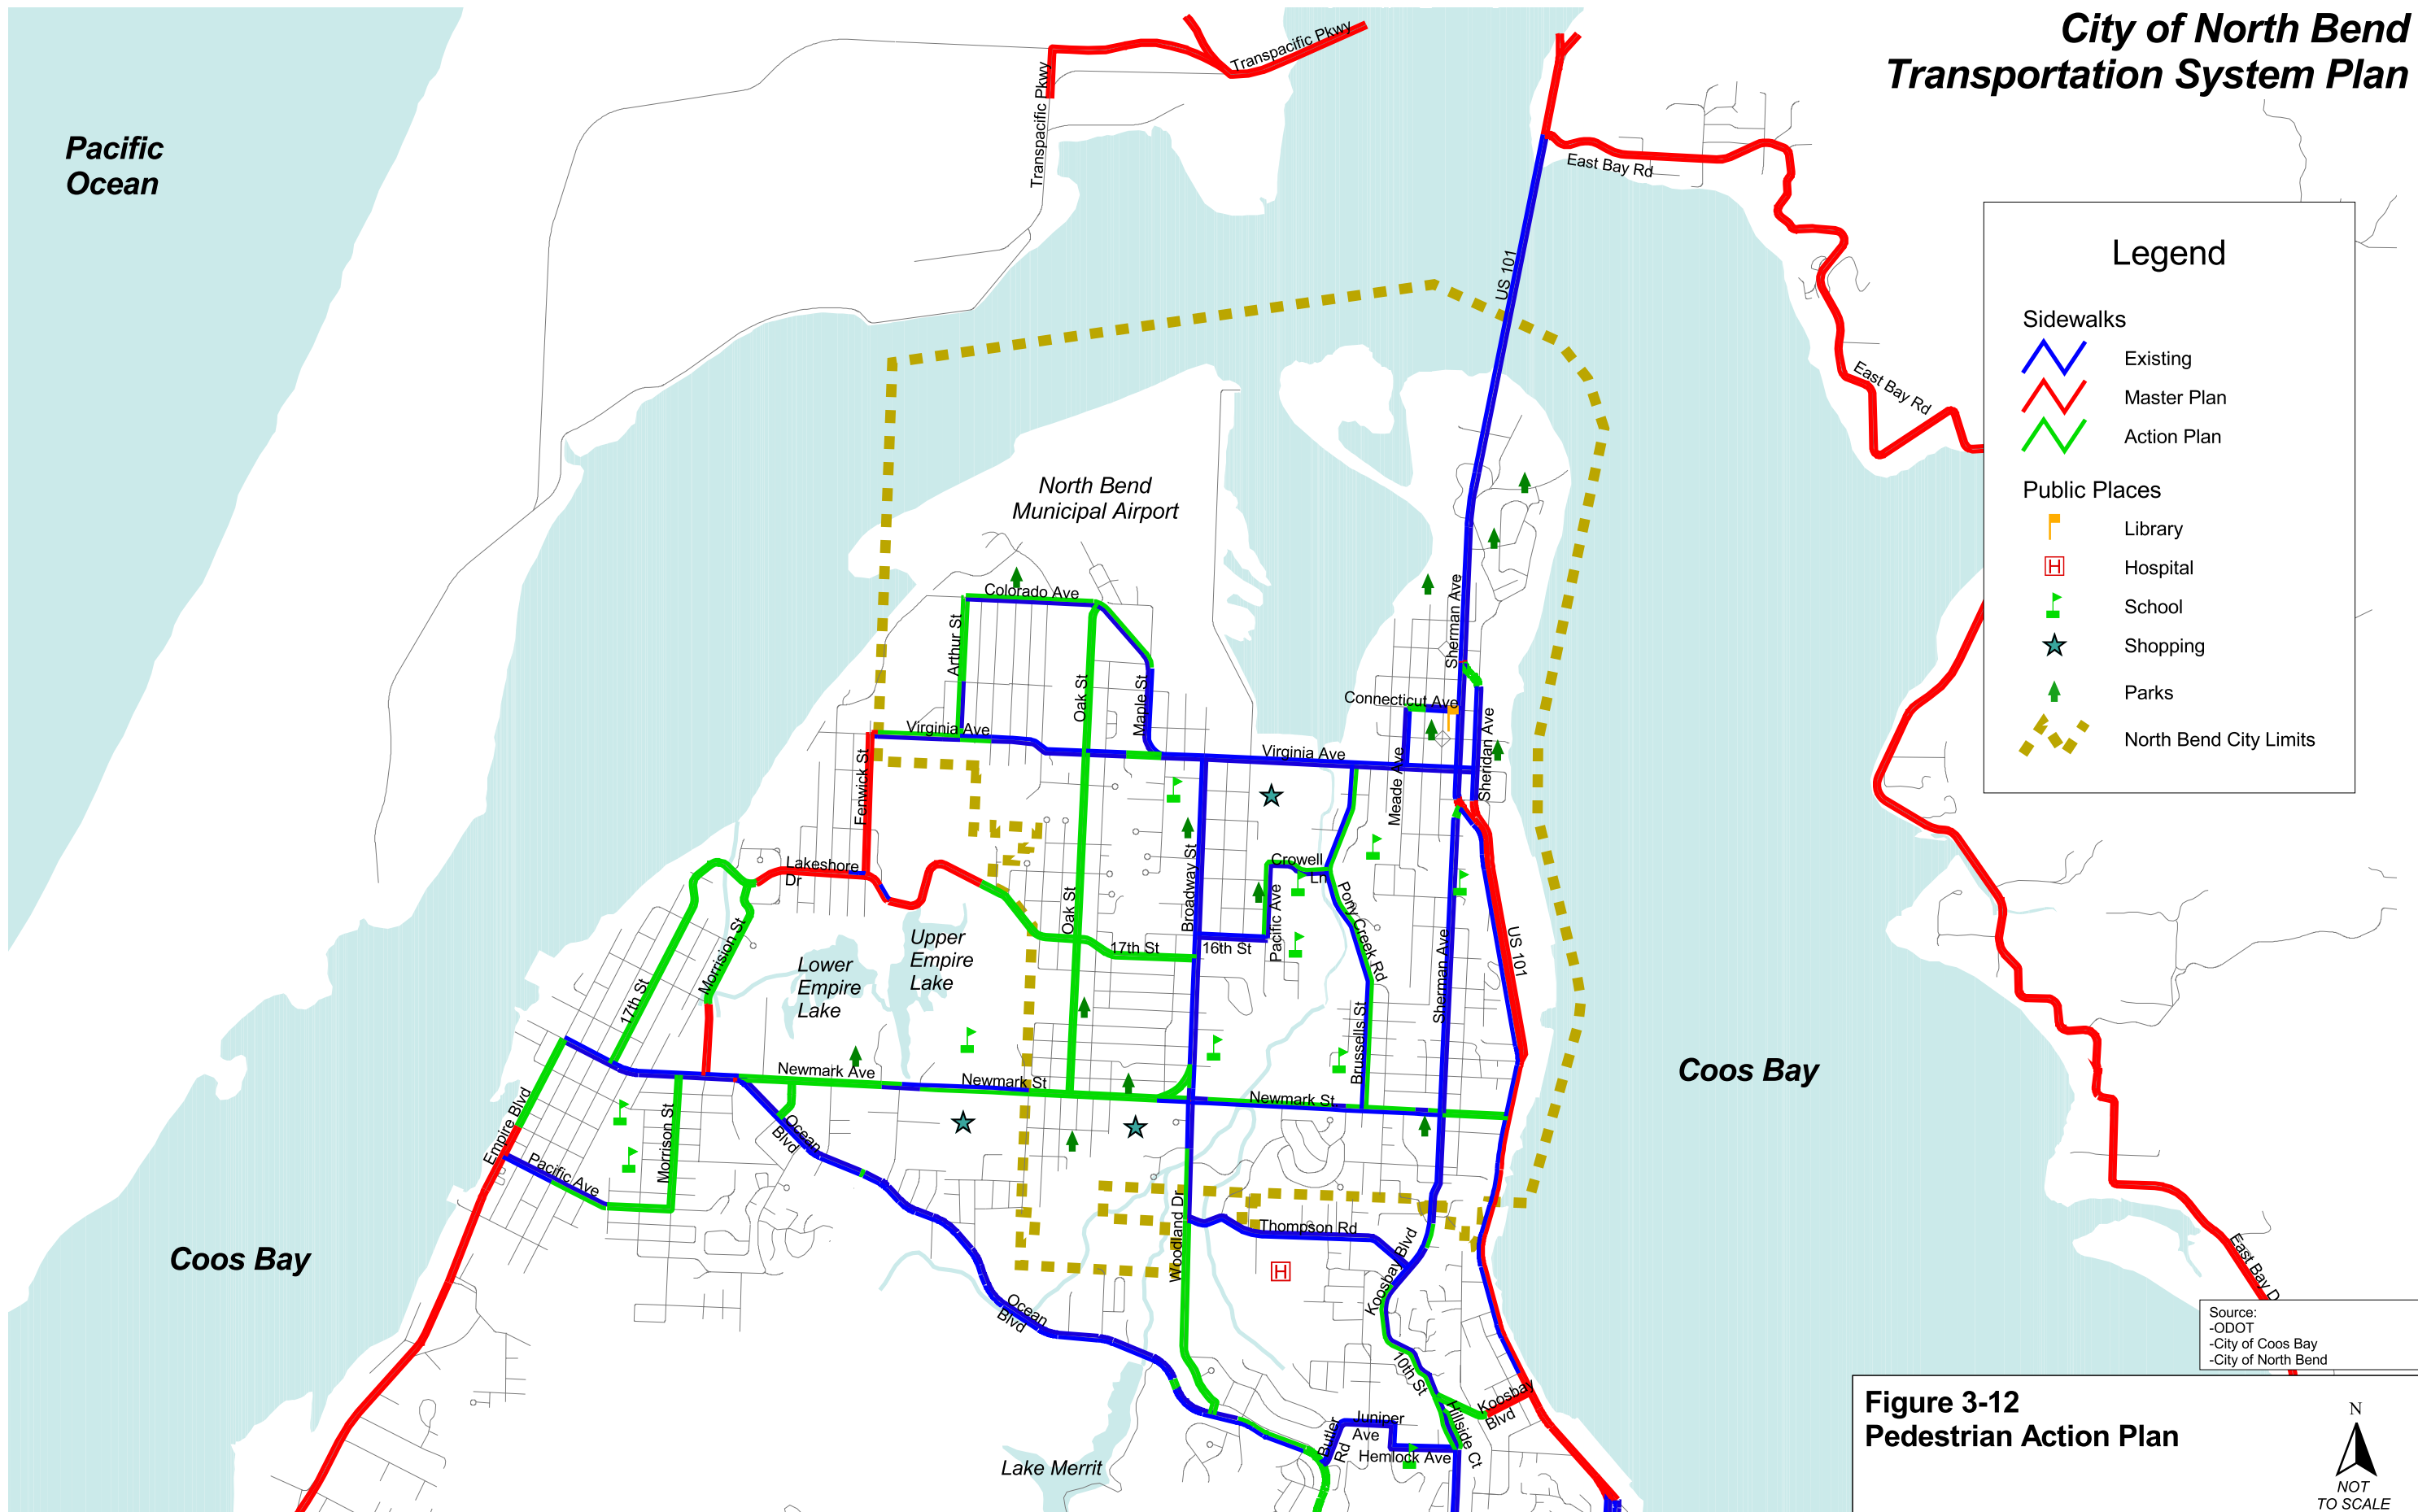 City of North Bend
Transportation System Plan
Pacific
Ocean
Transpacific Pkwy
Transpacific Pkwy
East Bay Rd
US 101
East Bay Rd
Legend
Sidewalks
Existing
Master Plan
Action Plan
Public Places
Library
H
Hospital
School
Shopping
Parks
North Bend City Limits
North Bend
Municipal Airport
Colorado Ave
Arthur St
Oak St
Maple St
Sherman Ave
Connecticut Ave
Virginia Ave
Virginia Ave
Meade Ave
Sheridan Ave
Fenwick St
Lakeshore
Dr
Crowell
Ln
Broadway St
Oak St
Pacific Ave
Pony Creek Rd
Morrision St
17th St
17th St
16th St
Upper
Empire
Lake
Lower
Empire
Lake
Sherman Ave
US 101
Brussells St
Newmark Ave
Newmark St
Newmark St
Coos Bay
Empire Blvd
Morrison St
Pacific Ave
Ocean
Blvd
Woodland Dr
Thompson Rd
Koosbay Blvd
H
Coos Bay
Ocean
Blvd
East Bay D
10th St
Koosbay
Blvd
Hillside Ct
Juniper
Ave
Butler
Rd
Hemlock Ave
Lake Merrit
Source:
-ODOT
-City of Coos Bay
-City of North Bend
Figure 3-12
Pedestrian Action Plan
N
NOT
TO SCALE